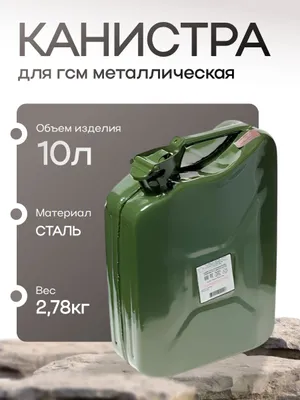 КАНИСТРА
для гсм металлическая
Объем изделия
10л
Материал
СТАЛЬ
Вес
2,78кг